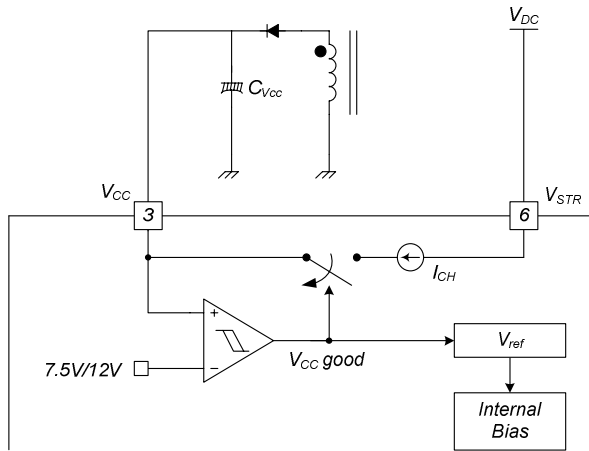 V_DC
C_Vcc
V_CC
3
6
V_STR
I_CH
+
7.5V/12V
−
V_CC good
V_ref
Internal
Bias